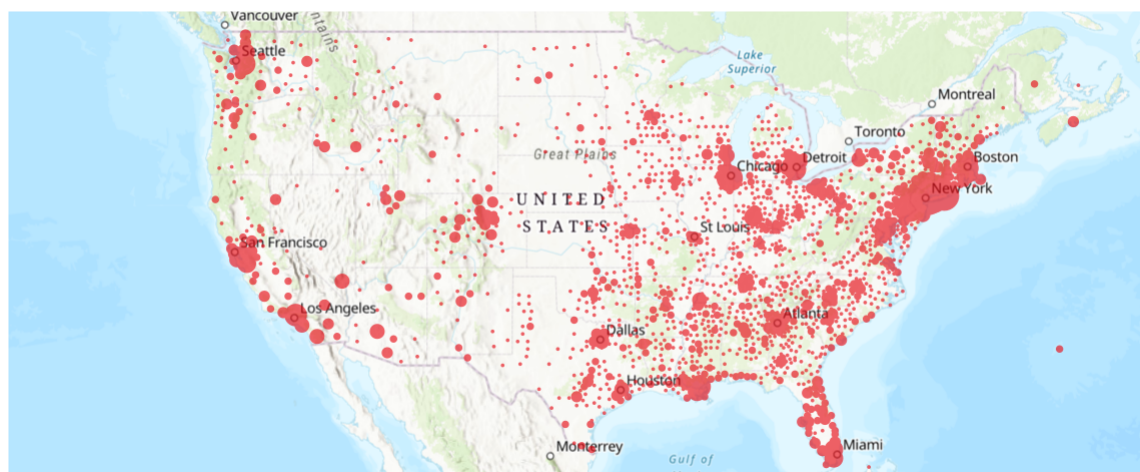 Vancouver
ntains
Seattle
Lake
Superior
Montreal
Toronto
Great Plains
Chicago
Detroit
Boston
New York
UNITED
STATES
St Louis
San Francisco
Los Angeles
Atlanta
Dallas
Houston
Monterrey
Miami
Gulf of